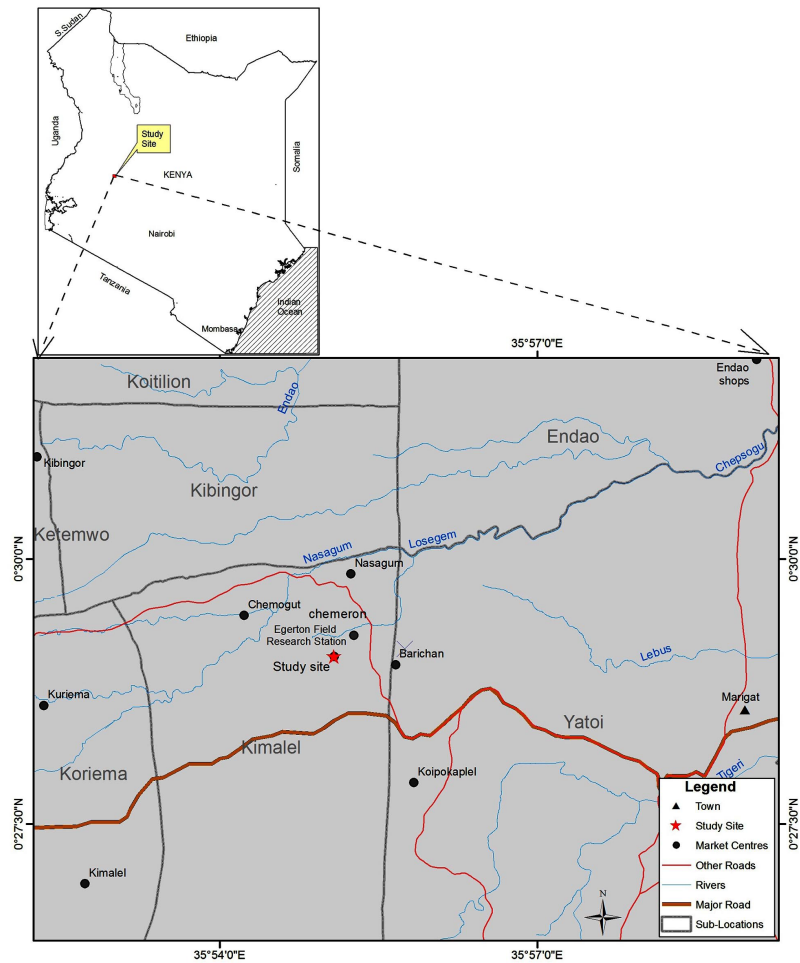 S.Sudan
Ethiopia
Uganda
Study
Site
Somalia
KENYA
Nairobi
Tanzania
Indian
Ocean
Mombasa
35°57'0"E
Endao
shops
Koitilion
Endao
Endao
Chepsogu
Kibingor
Kibingor
Ketemwo
0°30'0"N
0°30'0"N
Nasagum
Losegem
Nasagum
Chemogut
chemeron
Egerton Field
Research Station
Study site
Barichan
Lebus
Kuriema
Marigat
Yatoi
Kimalel
Koriema
Koipokaplel
Tigeri
0°27'30"N
0°27'30"N
Kimalel
N
Legend
Town
Study Site
Market Centres
Other Roads
Rivers
Major Road
Sub-Locations
35°54'0"E
35°57'0"E